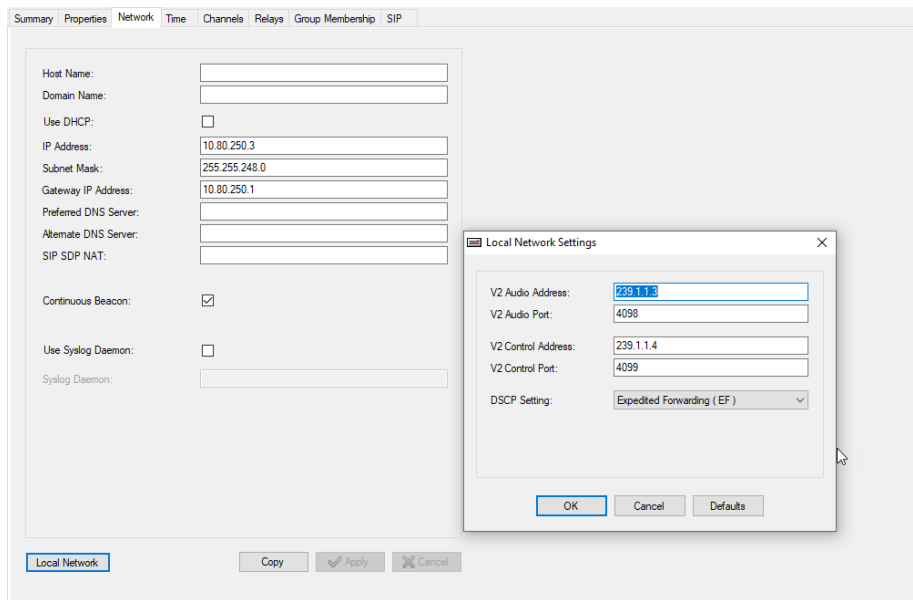 Summary Properties Network Time Channels Relays Group Membership SIP
Host Name:
Domain Name:
Use DHCP:
IP Address: 10.80.250.3
Subnet Mask: 255.255.248.0
Gateway IP Address: 10.80.250.1
Preferred DNS Server:
Alternate DNS Server:
SIP SDP NAT:
Continuous Beacon:
Use Syslog Daemon:
Syslog Daemon:
Local Network Copy Apply Cancel
Local Network Settings
V2 Audio Address: 239.1.1.3
V2 Audio Port: 4098
V2 Control Address: 239.1.1.4
V2 Control Port: 4099
DSCP Setting: Expedited Forwarding ( EF )
OK Cancel Defaults